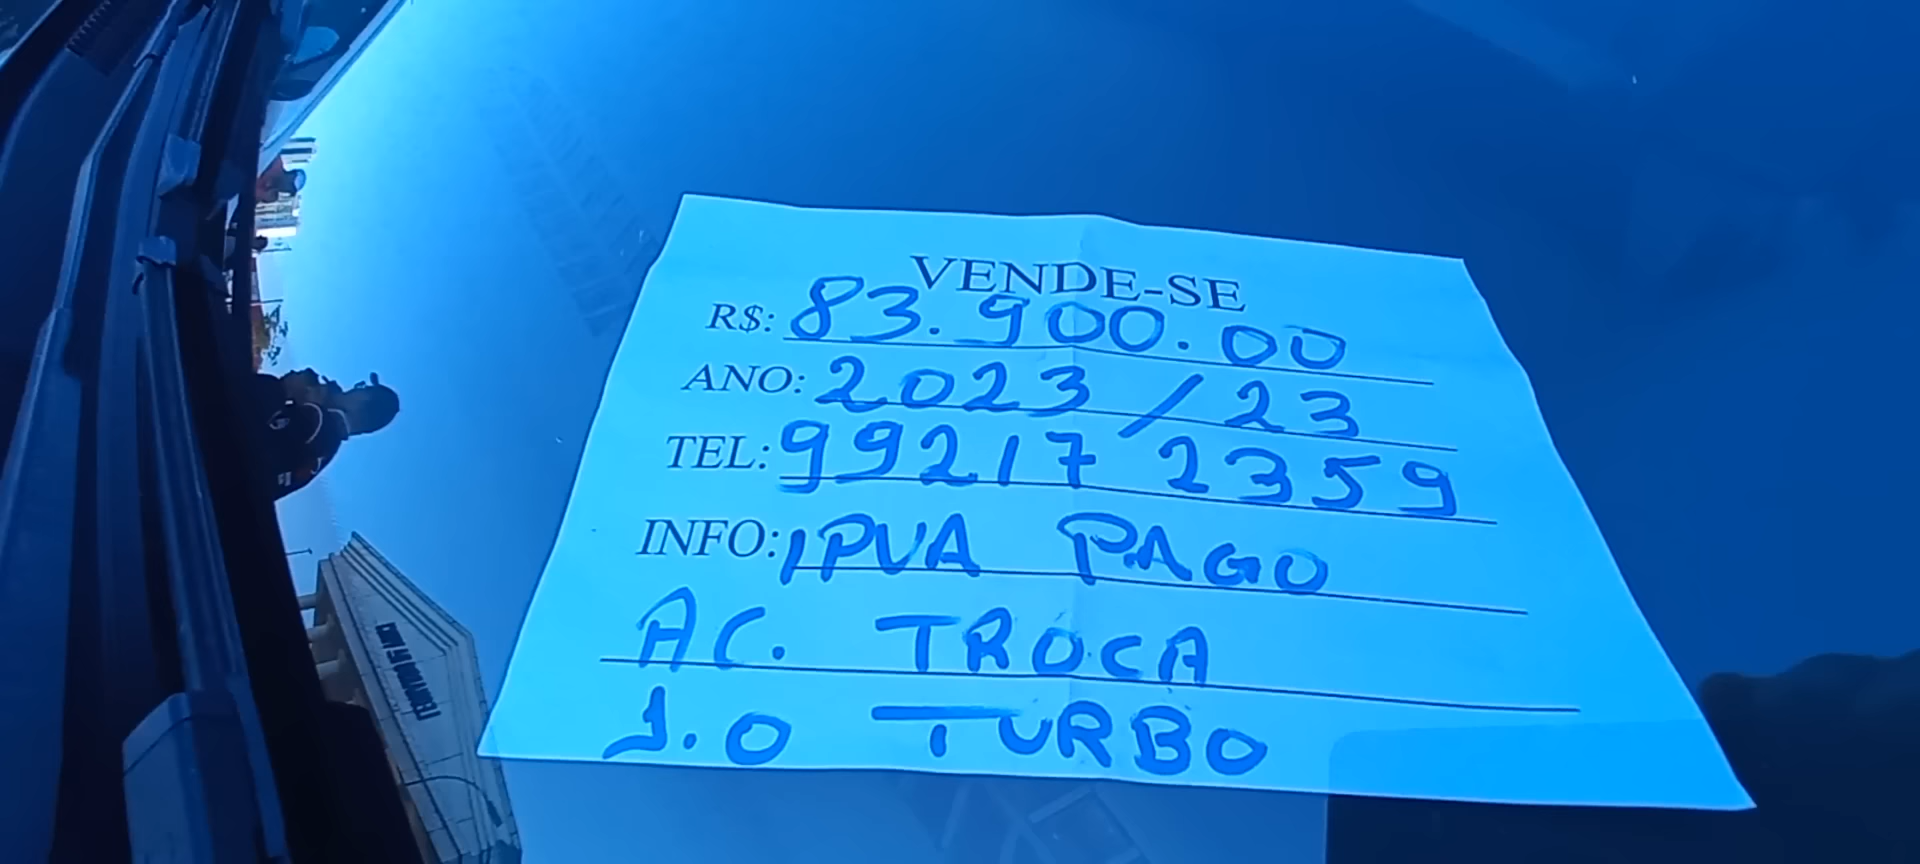 VENDE-SE
R$: 83.900.00
ANO: 2023 / 23
TEL: 99217 2359
INFO: IPVA PAGO
AC. TROCA
1.0 TURBO